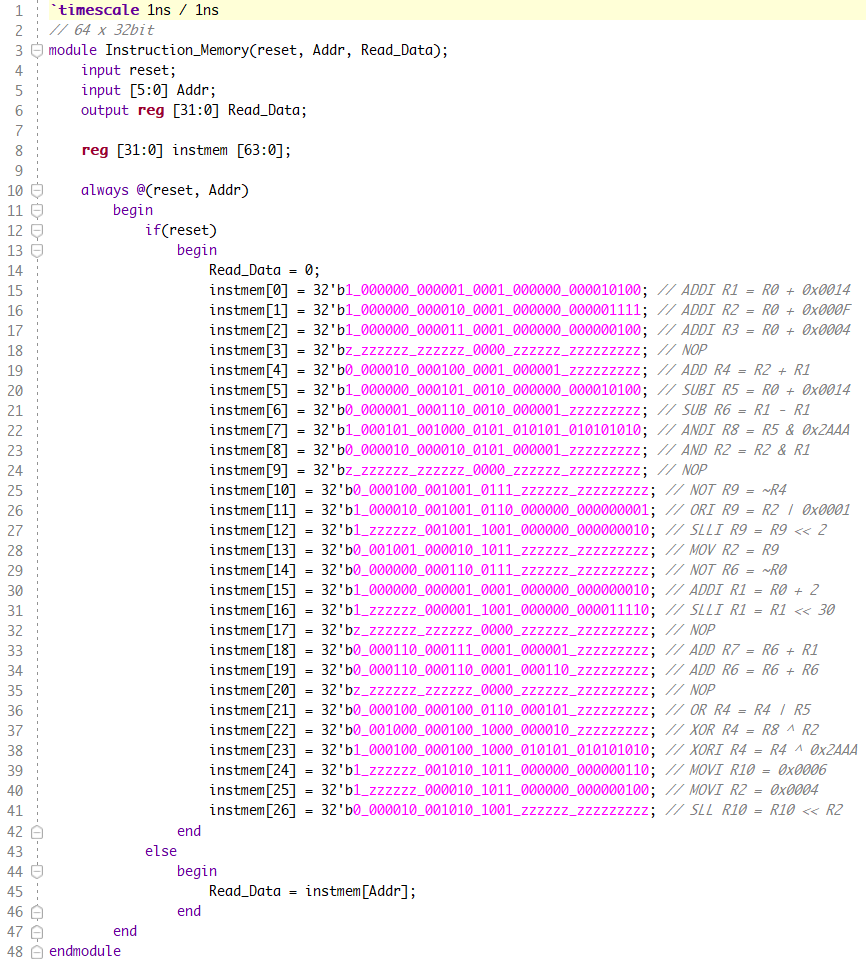 1 `timescale 1ns / 1ns
2 // 64 x 32bit
3 module Instruction_Memory(reset, Addr, Read_Data);
4 input reset;
5 input [5:0] Addr;
6 output reg [31:0] Read_Data;
7
8 reg [31:0] instmem [63:0];
9
10 always @(reset, Addr)
11 begin
12 if(reset)
13 begin
14 Read_Data = 0;
15 instmem[0] = 32'b1_000000_000001_0001_000000_000010100; // ADDI R1 = R0 + 0x0014
16 instmem[1] = 32'b1_000000_000010_0001_000000_000001111; // ADDI R2 = R0 + 0x000F
17 instmem[2] = 32'b1_000000_000011_0001_000000_000000100; // ADDI R3 = R0 + 0x0004
18 instmem[3] = 32'bz_zzzzzz_zzzzzz_0000_zzzzzz_zzzzzzzzz; // NOP
19 instmem[4] = 32'b0_000010_000100_0001_000001_zzzzzzzzz; // ADD R4 = R2 + R1
20 instmem[5] = 32'b1_000000_000101_0010_000000_000010100; // SUBI R5 = R0 + 0x0014
21 instmem[6] = 32'b0_000001_000110_0010_000001_zzzzzzzzz; // SUB R6 = R1 - R1
22 instmem[7] = 32'b1_000101_001000_0101_010101_010101010; // ANDI R8 = R5 & 0x2AAA
23 instmem[8] = 32'b0_000010_000010_0101_000001_zzzzzzzzz; // AND R2 = R2 & R1
24 instmem[9] = 32'bz_zzzzzz_zzzzzz_0000_zzzzzz_zzzzzzzzz; // NOP
25 instmem[10] = 32'b0_000100_001001_0111_zzzzzz_zzzzzzzzz; // NOT R9 = ~R4
26 instmem[11] = 32'b1_000010_001001_0110_000000_000000001; // ORI R9 = R2 | 0x0001
27 instmem[12] = 32'b1_zzzzzz_001001_1001_000000_000000010; // SLLI R9 = R9 << 2
28 instmem[13] = 32'b0_001001_000010_1011_zzzzzz_zzzzzzzzz; // MOV R2 = R9
29 instmem[14] = 32'b0_000000_000110_0111_zzzzzz_zzzzzzzzz; // NOT R6 = ~R0
30 instmem[15] = 32'b1_000000_000001_0001_000000_000000010; // ADDI R1 = R0 + 2
31 instmem[16] = 32'b1_zzzzzz_000001_1001_000000_000011110; // SLLI R1 = R1 << 30
32 instmem[17] = 32'bz_zzzzzz_zzzzzz_0000_zzzzzz_zzzzzzzzz; // NOP
33 instmem[18] = 32'b0_000110_000111_0001_000001_zzzzzzzzz; // ADD R7 = R6 + R1
34 instmem[19] = 32'b0_000110_000110_0001_000110_zzzzzzzzz; // ADD R6 = R6 + R6
35 instmem[20] = 32'bz_zzzzzz_zzzzzz_0000_zzzzzz_zzzzzzzzz; // NOP
36 instmem[21] = 32'b0_000100_000100_0110_000101_zzzzzzzzz; // OR R4 = R4 | R5
37 instmem[22] = 32'b0_001000_000100_1000_000010_zzzzzzzzz; // XOR R4 = R8 ^ R2
38 instmem[23] = 32'b1_000100_000100_1000_010101_010101010; // XORI R4 = R4 ^ 0x2AAA
39 instmem[24] = 32'b1_zzzzzz_001010_1011_000000_000000110; // MOVI R10 = 0x0006
40 instmem[25] = 32'b1_zzzzzz_000010_1011_000000_000000100; // MOVI R2 = 0x0004
41 instmem[26] = 32'b0_000010_001010_1001_zzzzzz_zzzzzzzzz; // SLL R10 = R10 << R2
42 end
43 else
44 begin
45 Read_Data = instmem[Addr];
46 end
47 end
48 endmodule